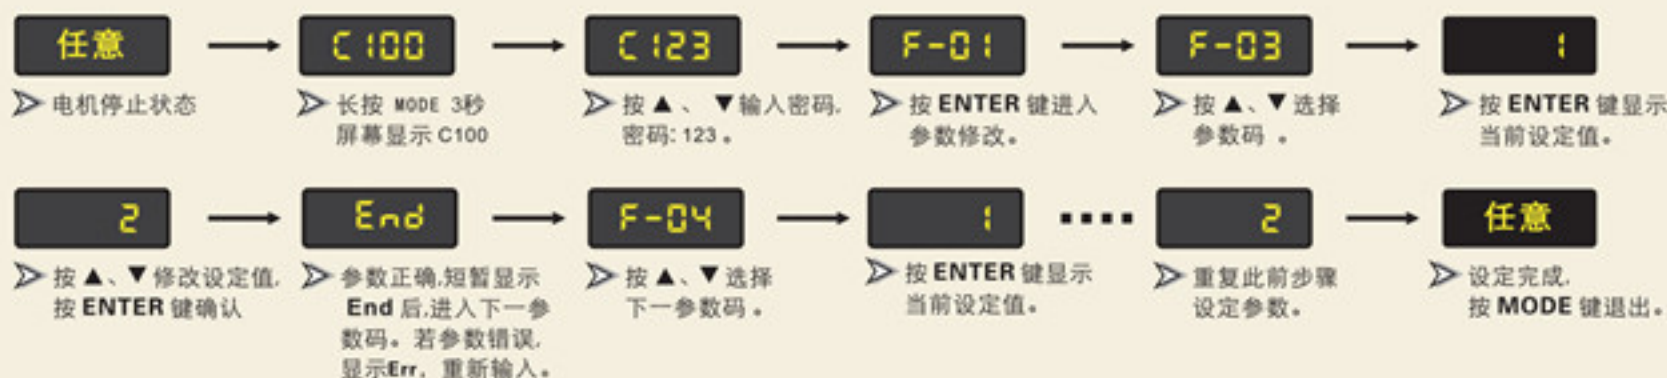 任意
C100
C123
F-01
F-03
1
电机停止状态
长按 MODE 3秒
屏幕显示 C100
按 ▲、▼输入密码.
密码: 123。
按 ENTER 键进入
参数修改。
按 ▲、▼ 选择
参数码 。
按 ENTER 键显示
当前设定值。
2
End
F-04
1
2
任意
按 ▲、▼ 修改设定值.
按 ENTER 键确认
参数正确,短暂显示
End 后,进入下一参
数码。若参数错误.
显示Err，重新输入。
按 ▲、▼ 选择
下一参数码 。
按 ENTER 键显示
当前设定值。
重复此前步骤
设定参数。
设定完成.
按 MODE 键退出。